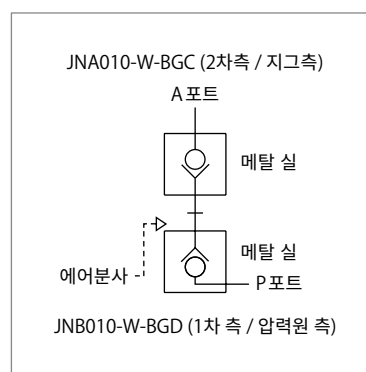 JNA010-W-BGC (2차측 / 지그측)
A 포트
메탈 실
메탈 실
에어분사
P 포트
JNB010-W-BGD (1차 측 / 압력원 측)